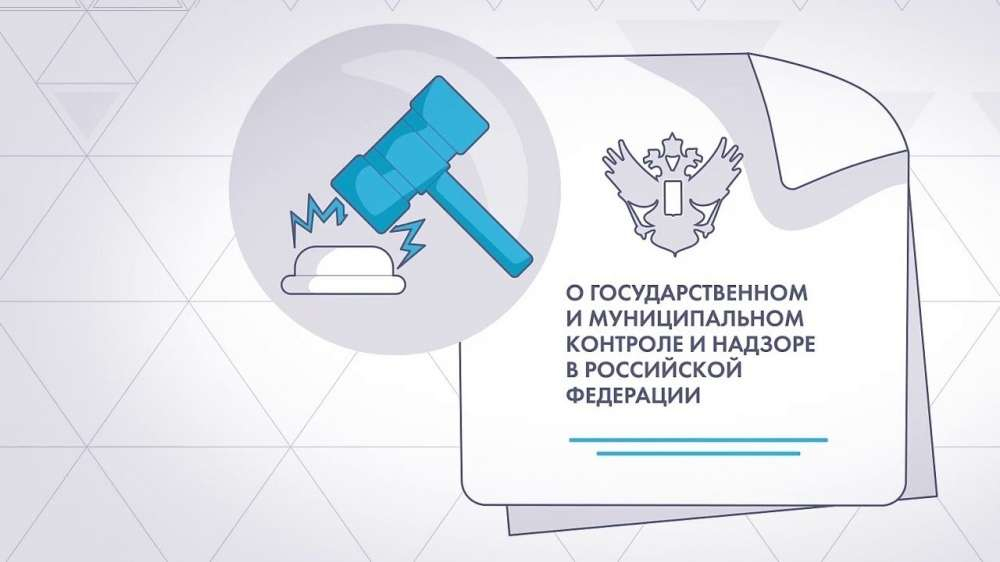 О ГОСУДАРСТВЕННОМ
И МУНИЦИПАЛЬНОМ
КОНТРОЛЕ И НАДЗОРЕ
В РОССИЙСКОЙ
ФЕДЕРАЦИИ